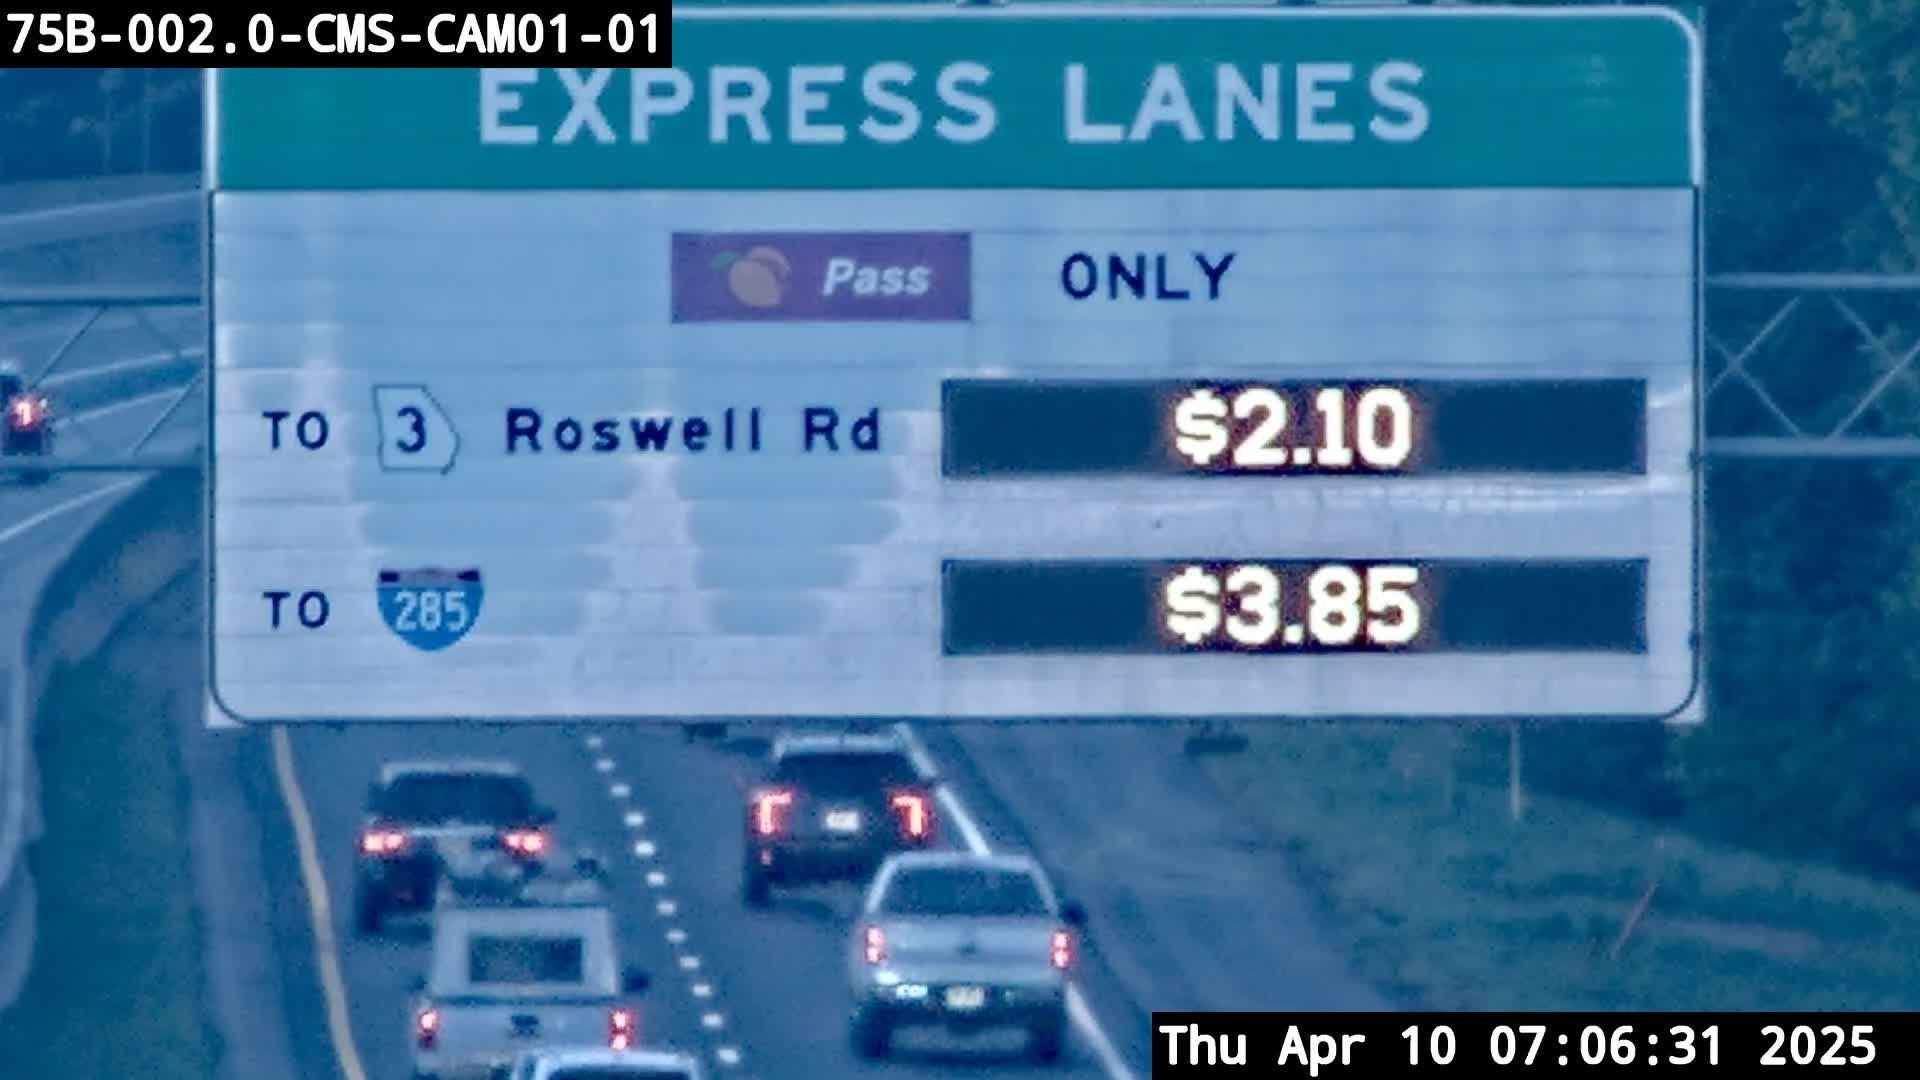 75B-002.0-CMS-CAM01-01
EXPRESS LANES
Pass ONLY
TO 3 Roswell Rd $2.10
TO 285 $3.85
Thu Apr 10 07:06:31 2025